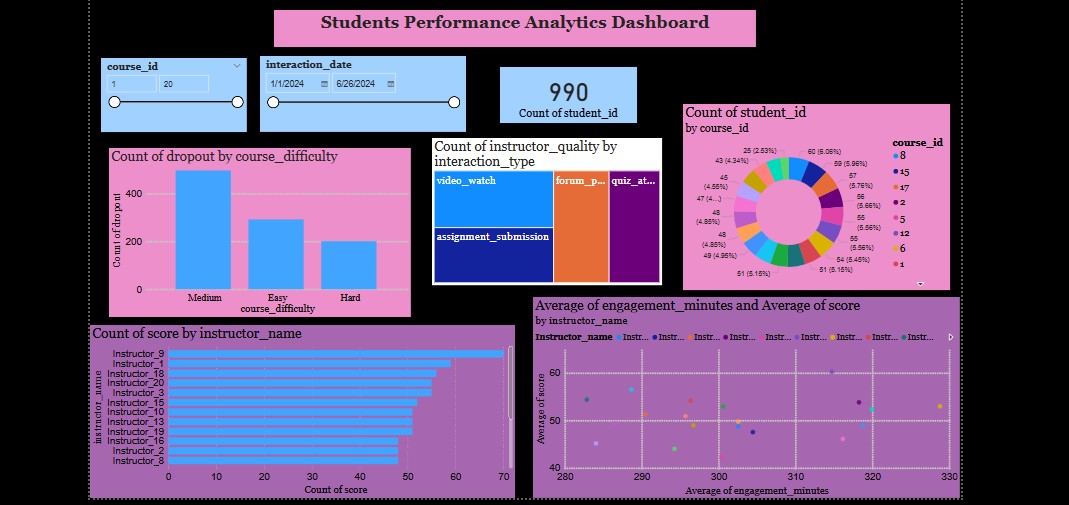 Students Performance Analytics Dashboard
course_id
1 20
interaction_date
1/1/2024 6/26/2024
990
Count of student_id
Count of student_id
by course_id
25 (2.53%)
60 (6.06%)
43 (4.34%)
59 (5.96%)
45 (4.55%)
57 (5.76%)
47 (4...)
56 (5.66%)
48 (4.85%)
55 (5.56%)
48 (4.85%)
55 (5.56%)
49 (4.95%)
54 (5.45%)
51 (5.15%)
51 (5.15%)
course_id
8
15
17
2
5
12
6
1
Count of dropout by course_difficulty
Count of dropout
400
200
0
Medium Easy Hard
course_difficulty
Count of instructor_quality by
interaction_type
video_watch
forum_p...
quiz_at...
assignment_submission
Count of score by instructor_name
instructor_name
Instructor_9
Instructor_1
Instructor_18
Instructor_20
Instructor_3
Instructor_15
Instructor_10
Instructor_13
Instructor_19
Instructor_16
Instructor_2
Instructor_8
0 10 20 30 40 50 60 70
Count of score
Average of engagement_minutes and Average of score
by instructor_name
Instructor_name Instr... Instr... Instr... Instr... Instr... Instr... Instr... Instr... Instr...
Average of score
60
50
40
280 290 300 310 320 330
Average of engagement_minutes